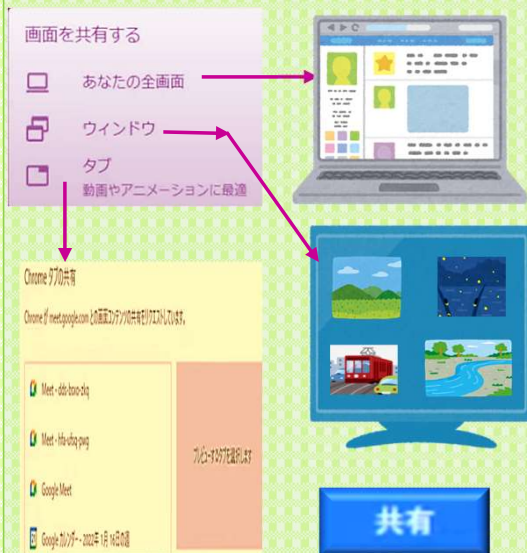 画面を共有する
あなたの全画面
ウィンドウ
タブ
動画やアニメーションに最適
Chrome タブの共有
Chrome が meet.google.com との画面コンテンツの共有をリクエストしています。
Meet - dds-boxo-zkg
Meet - hfa-ufsq-pwg
Google Meet
Google カレンダー - 2022年 1月 16日の週
プレビューするタブを選択します
共有